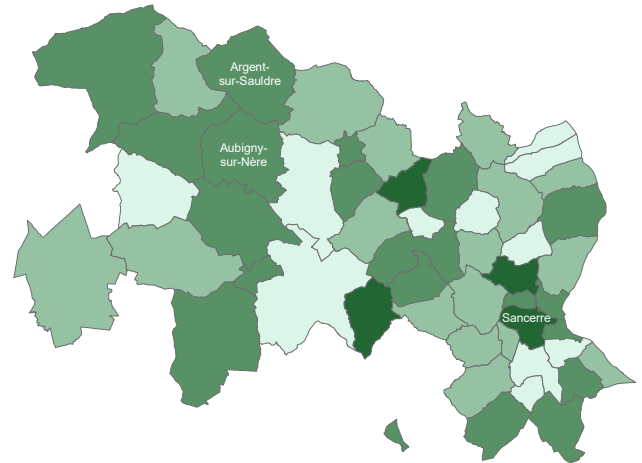 Argent-
sur-Sauldre
Aubigny-
sur-Nère
Sancerre